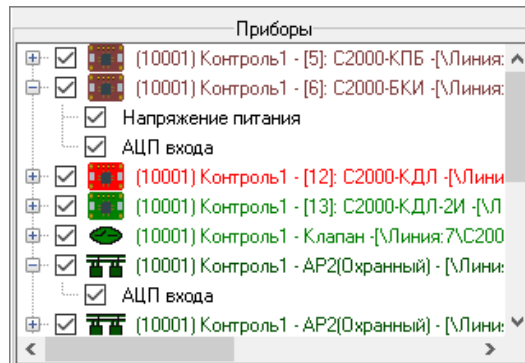 Приборы
(10001) Контроль1 - [5]: С2000-КПБ -[\Линия:
(10001) Контроль1 - [6]: С2000-БКИ -[\Линия:
Напряжение питания
АЦП входа
(10001) Контроль1 - [12]: С2000-КДЛ -[\Лини
(10001) Контроль1 - [13]: С2000-КДЛ-2И -[\Л
(10001) Контроль1 - Клапан -[\Линия:7\С200
(10001) Контроль1 - АР2(Охранный) - [\Лини:
АЦП входа
(10001) Контроль1 - АР2(Охранный) - [\Лини: